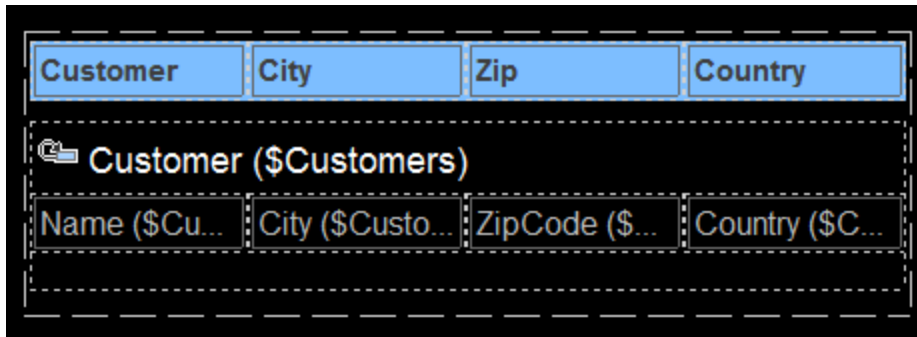 Customer City Zip Country
Customer ($Customers)
Name ($Cu... City ($Custo... ZipCode ($... Country ($C...